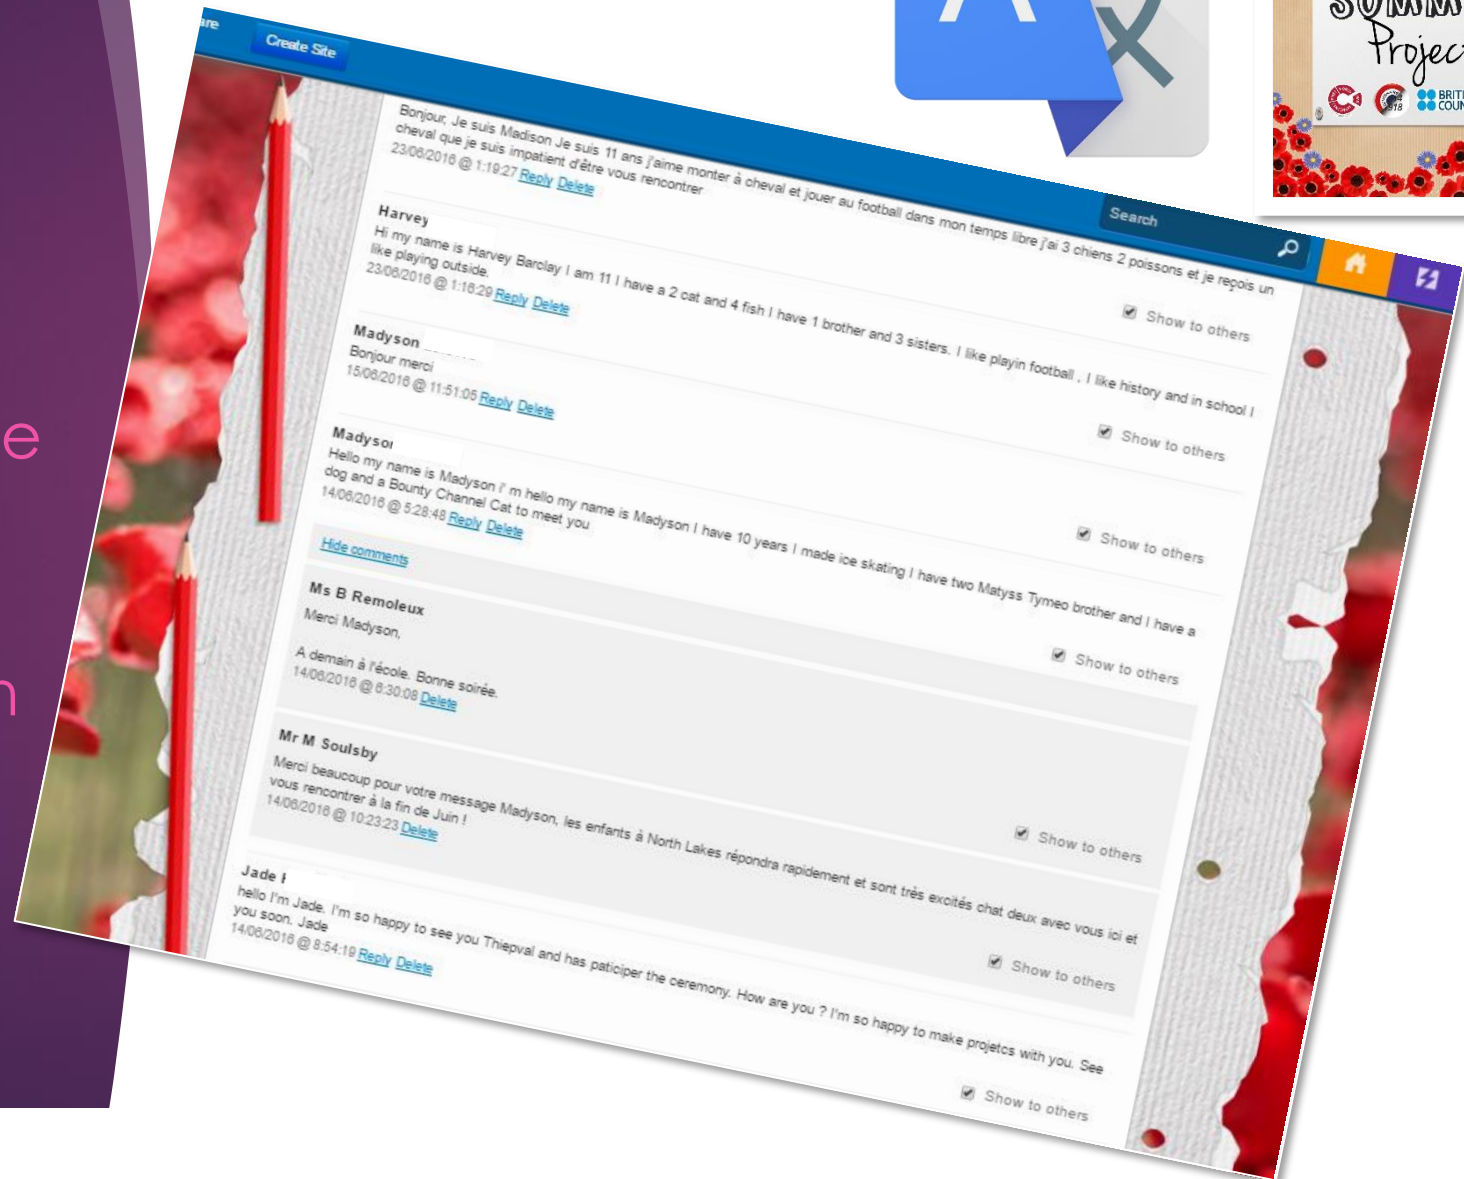 are
Create Site
SUMM
Project
1918
BRIT
COUN
Search
Bonjour, Je suis Madison Je suis 11 ans j'aime monter à cheval et jouer au football dans mon temps libre j'ai 3 chiens 2 poissons et je reçois un
cheval que je suis impatient d'être vous rencontrer
23/06/2016 @ 1:19:27 Reply Delete
Show to others
Harvey
Hi my name is Harvey Barclay I am 11 I have a 2 cat and 4 fish I have 1 brother and 3 sisters. I like playin football , I like history and in school I
like playing outside.
23/06/2016 @ 1:16:29 Reply Delete
Show to others
Madyson
Bonjour merci
15/06/2016 @ 11:51:05 Reply Delete
Show to others
Madyson
Hello my name is Madyson i' m hello my name is Madyson I have 10 years I made ice skating I have two Matyss Tymeo brother and I have a
dog and a Bounty Channel Cat to meet you
14/06/2016 @ 5:28:48 Reply Delete
Show to others
Hide comments
Ms B Remoleux
Merci Madyson,
A demain à l'école. Bonne soirée.
14/06/2016 @ 6:30:08 Delete
Show to others
Mr M Soulsby
Merci beaucoup pour votre message Madyson, les enfants à North Lakes répondra rapidement et sont très excités chat deux avec vous ici et
vous rencontrer à la fin de Juin !
14/06/2016 @ 10:23:23 Delete
Show to others
Jade
hello I'm Jade. I'm so happy to see you Thiepval and has paticiper the ceremony. How are you ? I'm so happy to make projetcs with you. See
you soon. Jade
14/06/2016 @ 8:54:19 Reply Delete
Show to others
e
n